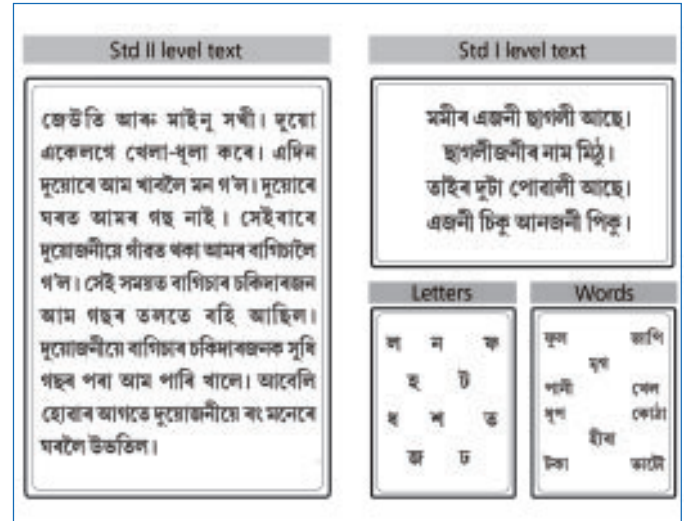 Std II level text
জেউতি আৰু মাইনু সখী। দুয়ো
একেলগে খেলা-ধূলা কৰে। এদিন
দুয়োৰে আম খাবলৈ মন গ'ল। দুয়োৰে
ঘৰত আমৰ গছ নাই। সেইবাবে
দুয়োজনীয়ে গাঁৱত থকা আমৰ বাগিচালৈ
গ'ল। সেই সময়ত বাগিচাৰ চকিদাৰজন
আম গছৰ তলতে বহি আছিল।
দুয়োজনীয়ে বাগিচাৰ চকিদাৰজনক সুধি
গছৰ পৰা আম পাৰি খালে। আবেলি
হোৱাৰ আগতে দুয়োজনীয়ে ৰং মনেৰে
ঘৰলৈ উভতিল।
Std I level text
মমীৰ এজনী ছাগলী আছে।
ছাগলীজনীৰ নাম মিঠু।
তাইৰ দুটা পোৱালী আছে।
এজনী চিকু আনজনী পিকু।
Letters
ল ন ফ
হ ট
ধ শ ত
জ ঢ
Words
ফুল জাপি
মৃগ
পানী খেল
ধূপ কোঠা
হীৰা
টকা ভাটৌ